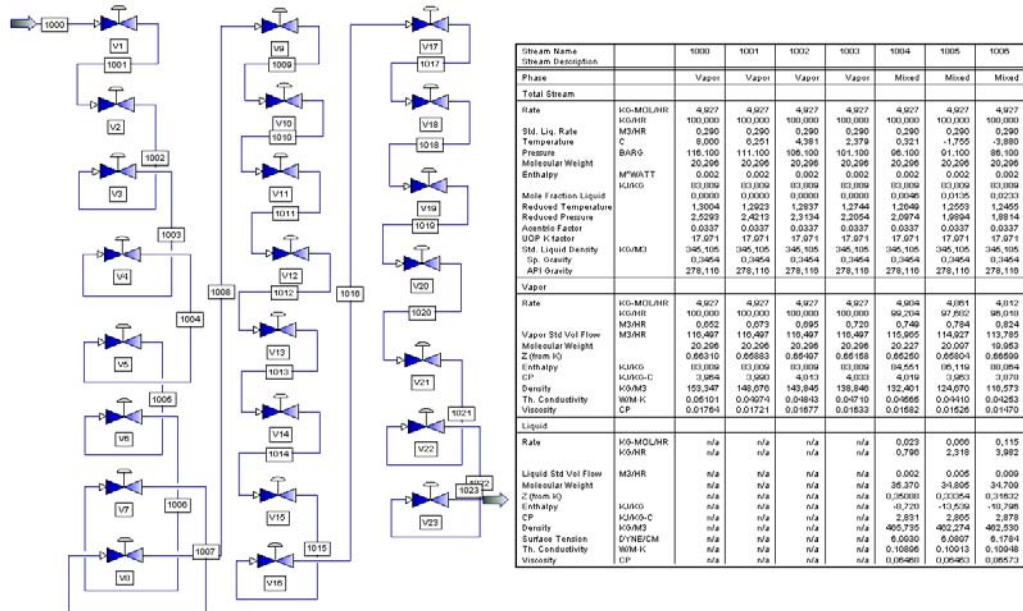 1000
V1
1001
V2
1002
V3
1003
V4
1004
V5
1005
V6
1006
V7
1007
V8
1008
V9
1009
V10
1010
V11
1011
V12
1012
V13
1013
V14
1014
V15
1015
V16
1016
V17
1017
V18
1018
V19
1019
V20
1020
V21
1021
V22
1022
1023
V23
Stream Name 1000 1001 1002 1003 1004 1005 1006
Stream Description
Phase Vapor Vapor Vapor Vapor Mixed Mixed Mixed
Total Stream
Rate KG-MOL/HR 4,927 4,927 4,927 4,927 4,927 4,927 4,927
KG/HR 100,000 100,000 100,000 100,000 100,000 100,000 100,000
Std. Liq. Rate M3/HR 0,290 0,290 0,290 0,290 0,290 0,290 0,290
Temperature C 8,000 6,251 4,381 2,379 0,321 -1,755 -3,880
Pressure BARG 116,100 111,100 106,100 101,100 96,100 91,100 86,100
Molecular Weight 20,296 20,296 20,296 20,296 20,296 20,296 20,296
Enthalpy M*WATT 0,002 0,002 0,002 0,002 0,002 0,002 0,002
KJ/KG 83,809 83,809 83,809 83,809 83,809 83,809 83,809
Mole Fraction Liquid 0,0000 0,0000 0,0000 0,0000 0,0046 0,0135 0,0233
Reduced Temperature 1,3004 1,2923 1,2837 1,2744 1,2649 1,2553 1,2455
Reduced Pressure 2,5293 2,4213 2,3134 2,2054 2,0974 1,9894 1,8814
Acentric Factor 0,0337 0,0337 0,0337 0,0337 0,0337 0,0337 0,0337
UOP K factor 17,971 17,971 17,971 17,971 17,971 17,971 17,971
Std. Liquid Density KG/M3 345,105 345,105 345,105 345,105 345,105 345,105 345,105
Sp. Gravity 0,3454 0,3454 0,3454 0,3454 0,3454 0,3454 0,3454
API Gravity 278,116 278,116 278,116 278,116 278,116 278,116 278,116
Vapor
Rate KG-MOL/HR 4,927 4,927 4,927 4,927 4,904 4,861 4,812
KG/HR 100,000 100,000 100,000 100,000 99,204 97,682 96,018
M3/HR 0,652 0,673 0,695 0,720 0,749 0,784 0,824
Vapor Std Vol Flow M3/HR 116,497 116,497 116,497 116,497 115,965 114,927 113,785
Molecular Weight 20,296 20,296 20,296 20,296 20,227 20,097 19,953
Z (from K) 0,66310 0,65883 0,65497 0,65158 0,65250 0,65804 0,66599
Enthalpy KJ/KG 83,809 83,809 83,809 83,809 84,551 86,119 88,064
CP KJ/KG-C 3,984 3,990 4,013 4,033 4,019 3,953 3,878
Density KG/M3 153,347 148,676 143,845 138,846 132,401 124,670 116,573
Th. Conductivity W/M-K 0,05101 0,04974 0,04843 0,04710 0,04565 0,04410 0,04253
Viscosity CP 0,01764 0,01721 0,01677 0,01633 0,01582 0,01526 0,01470
Liquid
Rate KG-MOL/HR n/a n/a n/a n/a 0,023 0,066 0,115
KG/HR n/a n/a n/a n/a 0,796 2,318 3,982
Liquid Std Vol Flow M3/HR n/a n/a n/a n/a 0,002 0,005 0,009
Molecular Weight n/a n/a n/a n/a 35,370 34,805 34,709
Z (from K) n/a n/a n/a n/a 0,35088 0,33354 0,31632
Enthalpy KJ/KG n/a n/a n/a n/a -8,720 -13,539 -18,796
CP KJ/KG-C n/a n/a n/a n/a 2,831 2,865 2,878
Density KG/M3 n/a n/a n/a n/a 465,735 462,274 462,530
Surface Tension DYNE/CM n/a n/a n/a n/a 6,0930 6,0897 6,1784
Th. Conductivity W/M-K n/a n/a n/a n/a 0,10896 0,10913 0,10948
Viscosity CP n/a n/a n/a n/a 0,06468 0,06463 0,06573